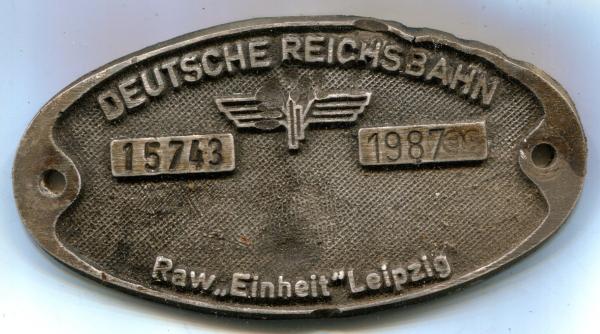 DEUTSCHE REICHSBAHN
15743 1987
Raw „Einheit“ Leipzig